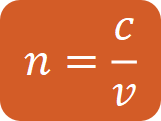 n = c/v